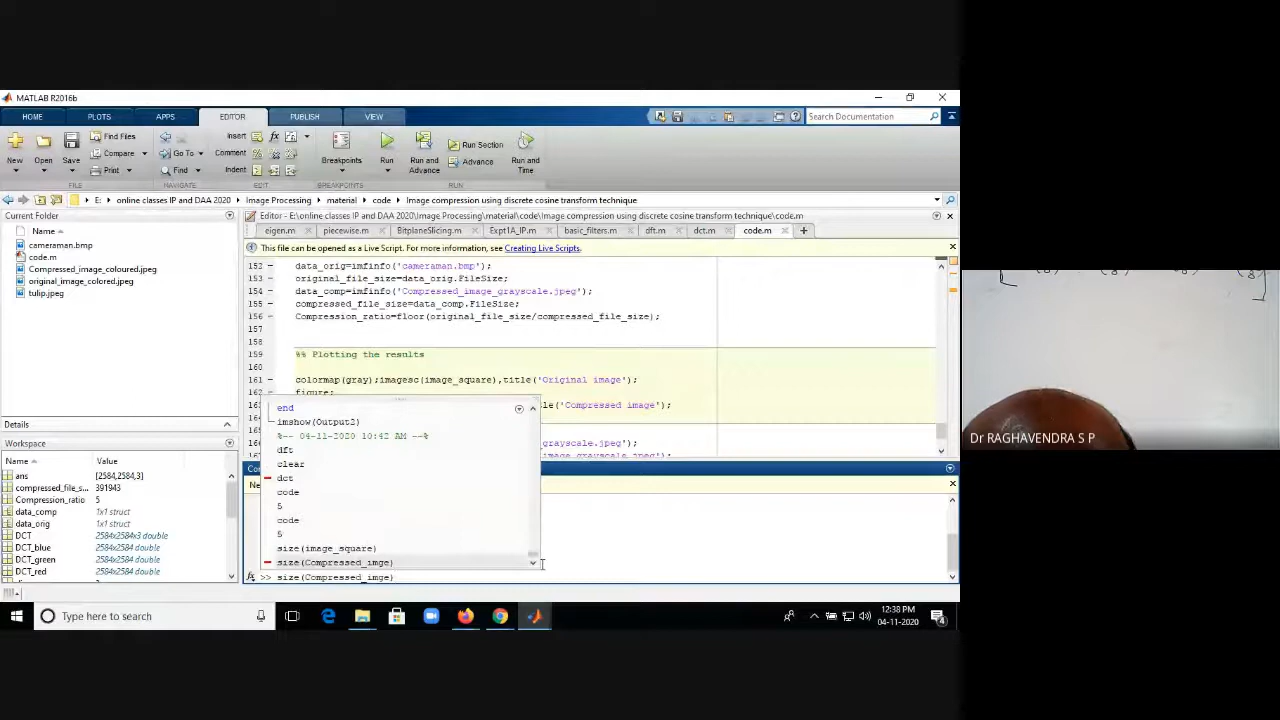 MATLAB R2016b
HOME PLOTS APPS EDITOR PUBLISH VIEW Search Documentation
New Open Save Find Files Compare Print Go To Find Insert Comment Indent fx Breakpoints Run Run and Advance Run Section Advance Run and Time
FILE NAVIGATE EDIT BREAKPOINTS RUN
E: online classes IP and DAA 2020 Image Processing material code Image compression using discrete cosine transform technique
Current Folder
Name
cameraman.bmp
code.m
Compressed_image_coloured.jpeg
original_image_colored.jpeg
tulip.jpeg
Details
Workspace
Name Value
ans [2584,2584,3]
compressed_file_s... 391943
Compression_ratio 5
data_comp 1x1 struct
data_orig 1x1 struct
DCT 2584x2584x3 double
DCT_blue 2584x2584 double
DCT_green 2584x2584 double
DCT_red 2584x2584 double
Editor - E:\online classes IP and DAA 2020\Image Processing\material\code\Image compression using discrete cosine transform technique\code.m
eigen.m piecewise.m BitplaneSlicing.m Expt1A_IP.m basic_filters.m dft.m dct.m code.m
This file can be opened as a Live Script. For more information, see Creating Live Scripts.
152 data_orig=imfinfo('cameraman.bmp');
153 original_file_size=data_orig.FileSize;
154 data_comp=imfinfo('Compressed_image_grayscale.jpeg');
155 compressed_file_size=data_comp.FileSize;
156 Compression_ratio=floor(original_file_size/compressed_file_size);
157
158
159 %% Plotting the results
160
161 colormap(gray);imagesc(image_square),title('Original image');
figure;
'Compressed image');
grayscale.jpeg');
end
imshow(Output2)
%-- 04-11-2020 10:42 AM --%
dft
clear
dct
code
5
code
5
size(image_square)
size(Compressed_imge)
fx >> size(Compressed_imge)
Dr RAGHAVENDRA S P
Type here to search
12:38 PM
04-11-2020
4